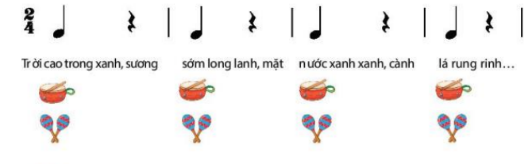 2
4
Trời cao trong xanh, sương sớm long lanh, mặt nước xanh xanh, cành lá rung rinh...